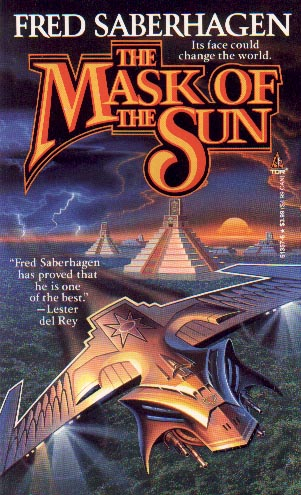 FRED SABERHAGEN
Its face could
change the world.
THE
MASK OF
THE
SUN
TOR
"Fred Saberhagen
has proved that
he is one
of the best."
—Lester
del Rey